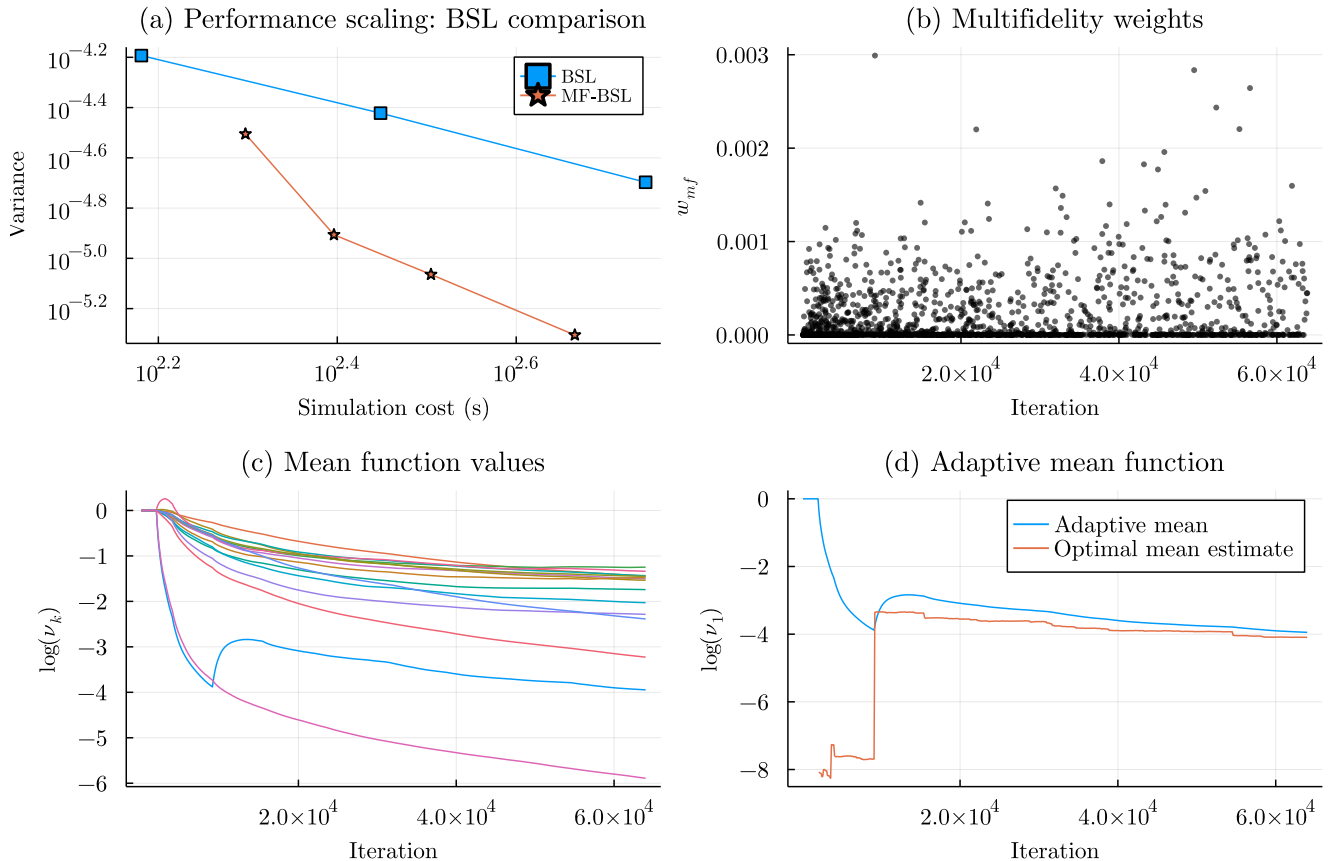 (a) Performance scaling: BSL comparison
10^−4.2
10^−4.4
10^−4.6
10^−4.8
10^−5.0
10^−5.2
Variance
BSL
MF-BSL
10^2.2
10^2.4
10^2.6
Simulation cost (s)
(b) Multifidelity weights
0.003
0.002
0.001
0.000
w_mf
2.0×10^4
4.0×10^4
6.0×10^4
Iteration
(c) Mean function values
0
−1
−2
−3
−4
−5
−6
log(ν_k)
2.0×10^4
4.0×10^4
6.0×10^4
Iteration
(d) Adaptive mean function
0
−2
−4
−6
−8
log(ν_1)
Adaptive mean
Optimal mean estimate
2.0×10^4
4.0×10^4
6.0×10^4
Iteration